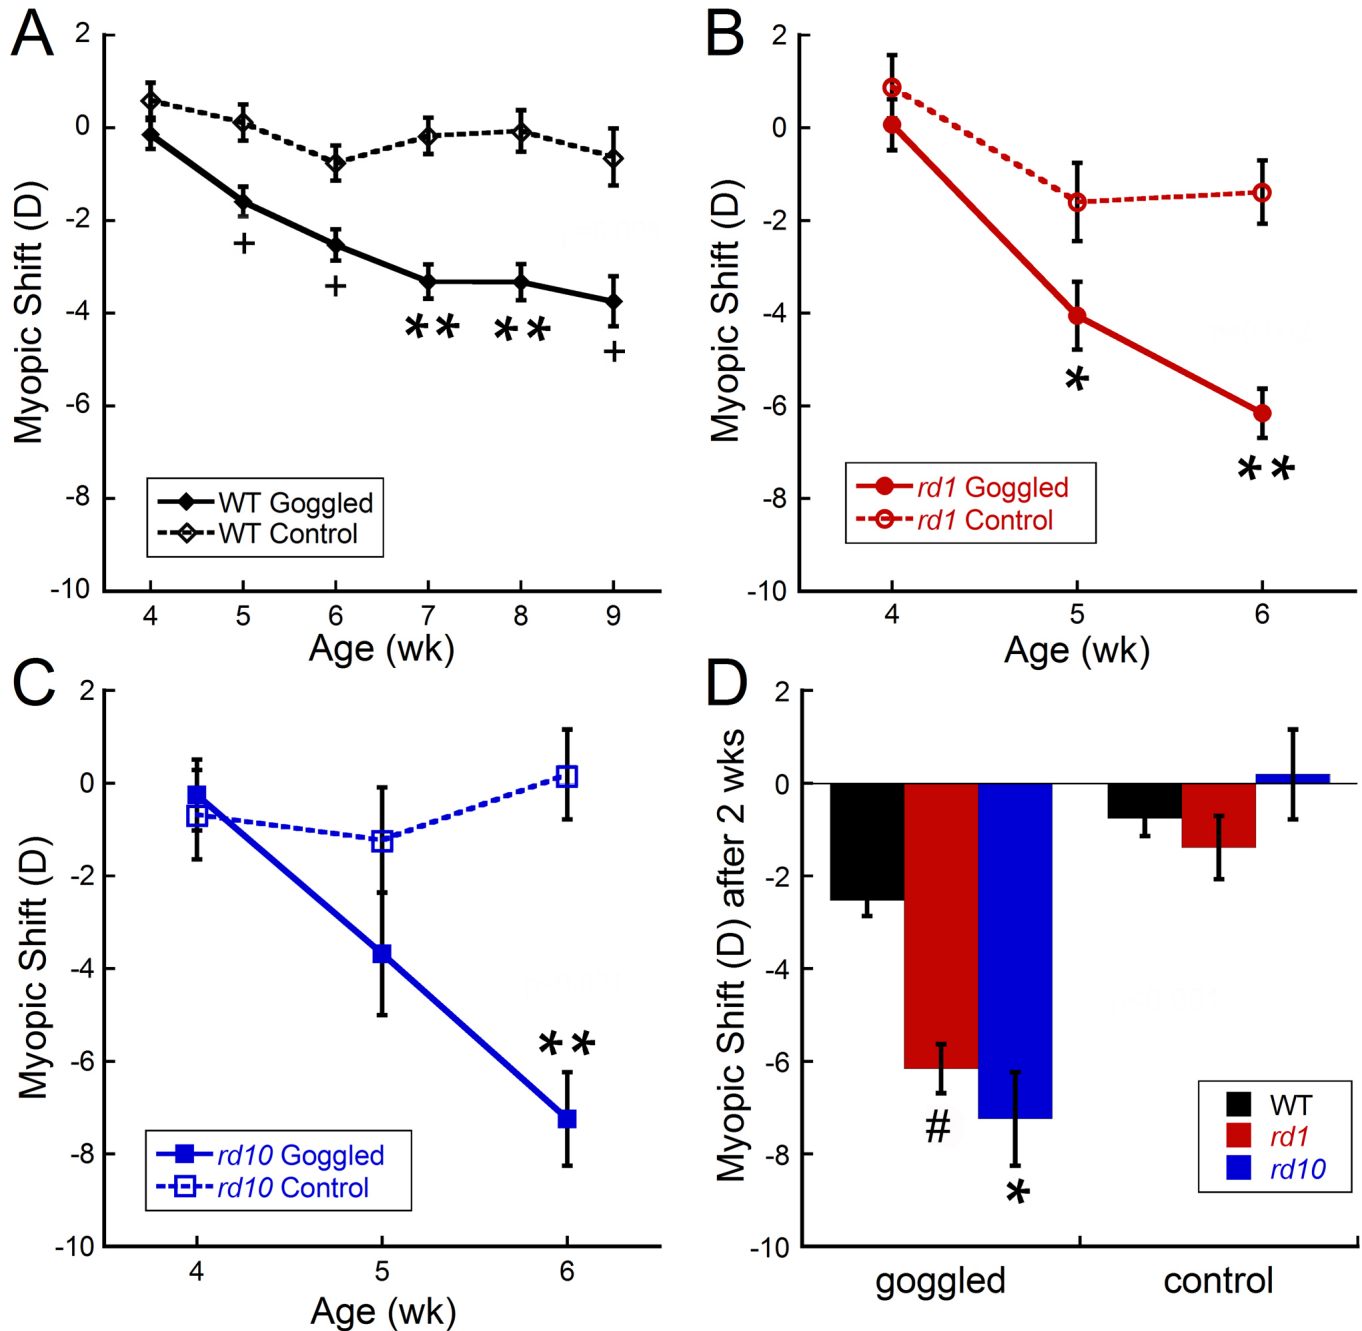 A
2
0
-2
-4
-6
-8
-10
Myopic Shift (D)
+
+
**
**
+
WT Goggled
WT Control
4 5 6 7 8 9
Age (wk)
B
2
0
-2
-4
-6
-8
-10
Myopic Shift (D)
*
**
rd1 Goggled
rd1 Control
4 5 6
Age (wk)
C
2
0
-2
-4
-6
-8
-10
Myopic Shift (D)
**
rd10 Goggled
rd10 Control
4 5 6
Age (wk)
D
2
0
-2
-4
-6
-8
-10
Myopic Shift (D) after 2 wks
#
*
WT
rd1
rd10
goggled control